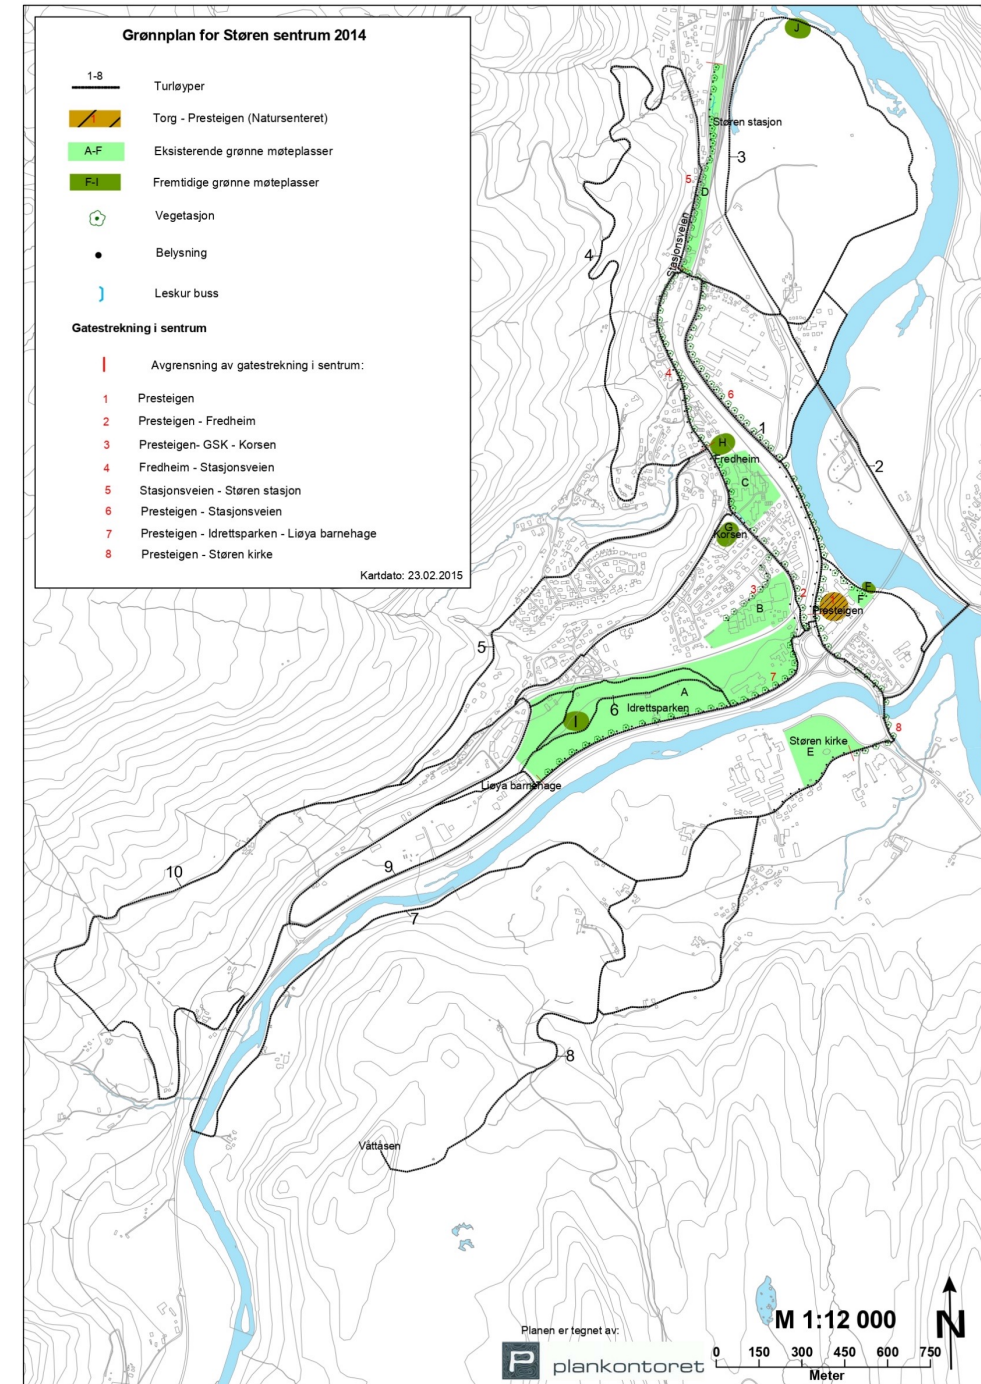 Grønnplan for Støren sentrum 2014
1-8
Turløyper
1
Torg - Presteigen (Natursenteret)
A-F
Eksisterende grønne møteplasser
F-I
Fremtidige grønne møteplasser
Vegetasjon
Belysning
Leskur buss
Gatestrekning i sentrum
Avgrensning av gatestrekning i sentrum:
1 Presteigen
2 Presteigen - Fredheim
3 Presteigen- GSK - Korsen
4 Fredheim - Stasjonsveien
5 Stasjonsveien - Støren stasjon
6 Presteigen - Stasjonsveien
7 Presteigen - Idrettsparken - Liøya barnehage
8 Presteigen - Støren kirke
Kartdato: 23.02.2015
J
Støren stasjon
3
5
D
Stasjonsveien
4
4
6
1
H
Fredheim
2
C
G
Korsen
3
B
2
F
F
1
Presteigen
5
7
A
6
Idrettsparken
I
8
Støren kirke
E
Liøya barnehage
10
9
7
8
Våttåsen
M 1:12 000
N
Planen er tegnet av:
P plankontoret
0 150 300 450 600 750
Meter